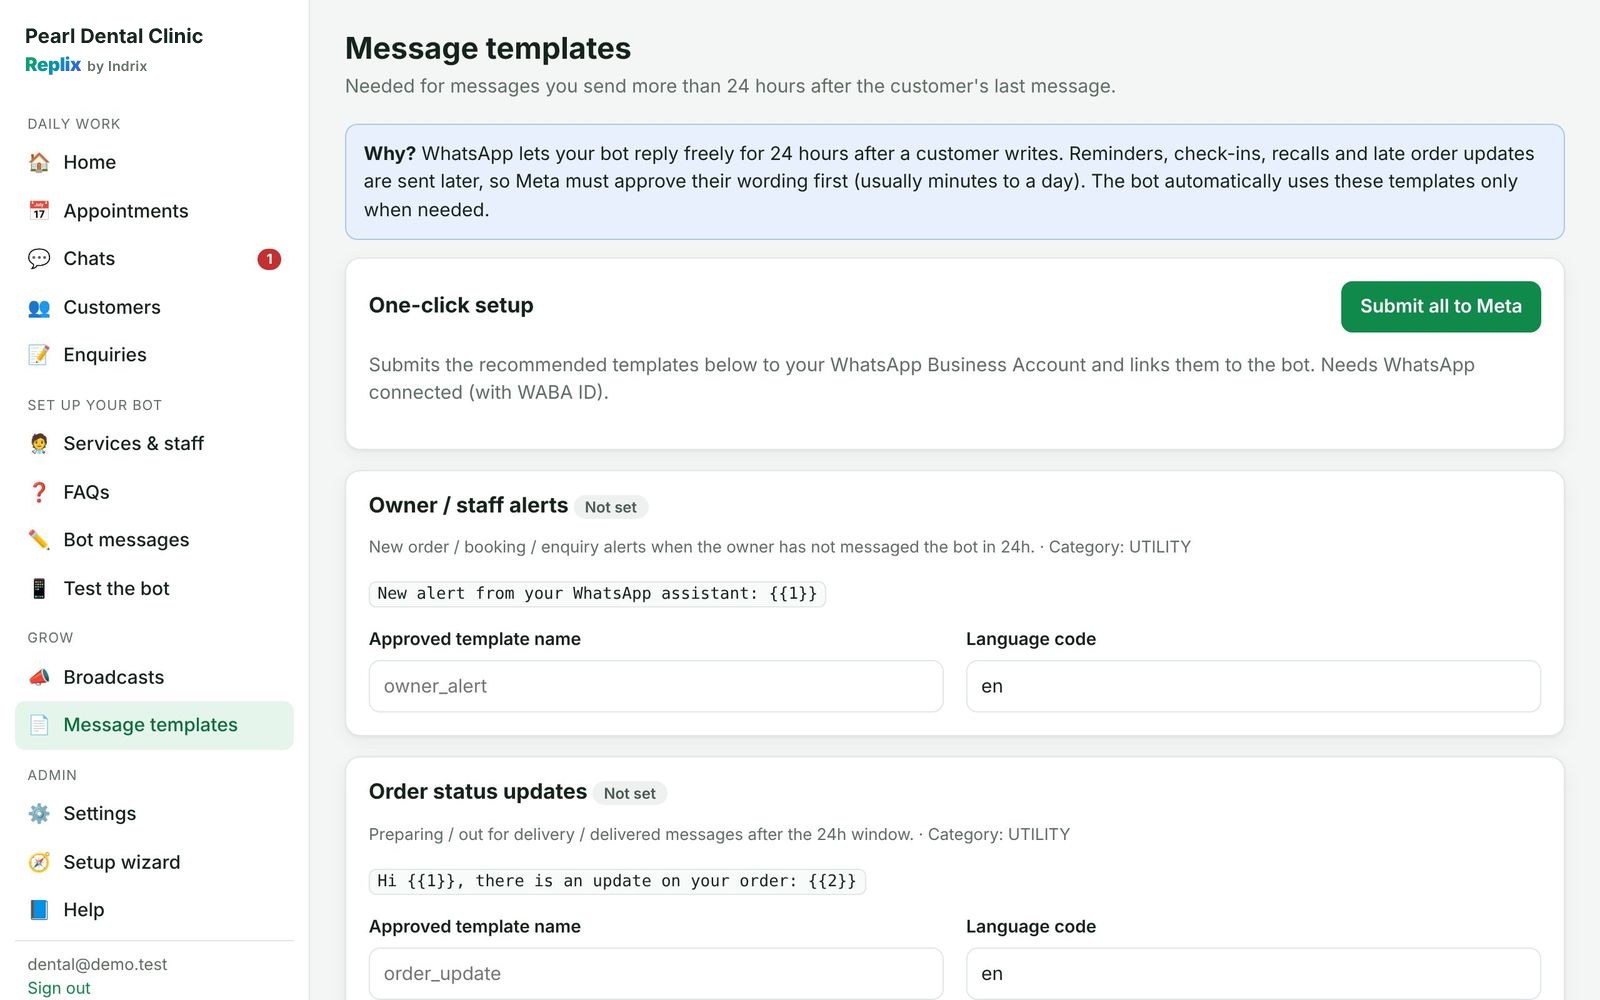 Pearl Dental Clinic
Replix by Indrix
DAILY WORK
Home
Appointments
Chats 1
Customers
Enquiries
SET UP YOUR BOT
Services & staff
FAQs
Bot messages
Test the bot
GROW
Broadcasts
Message templates
ADMIN
Settings
Setup wizard
Help
dental@demo.test
Sign out
Message templates
Needed for messages you send more than 24 hours after the customer's last message.
Why? WhatsApp lets your bot reply freely for 24 hours after a customer writes. Reminders, check-ins, recalls and late order updates
are sent later, so Meta must approve their wording first (usually minutes to a day). The bot automatically uses these templates only
when needed.
One-click setup
Submit all to Meta
Submits the recommended templates below to your WhatsApp Business Account and links them to the bot. Needs WhatsApp
connected (with WABA ID).
Owner / staff alerts Not set
New order / booking / enquiry alerts when the owner has not messaged the bot in 24h. · Category: UTILITY
New alert from your WhatsApp assistant: {{1}}
Approved template name
owner_alert
Language code
en
Order status updates Not set
Preparing / out for delivery / delivered messages after the 24h window. · Category: UTILITY
Hi {{1}}, there is an update on your order: {{2}}
Approved template name
order_update
Language code
en